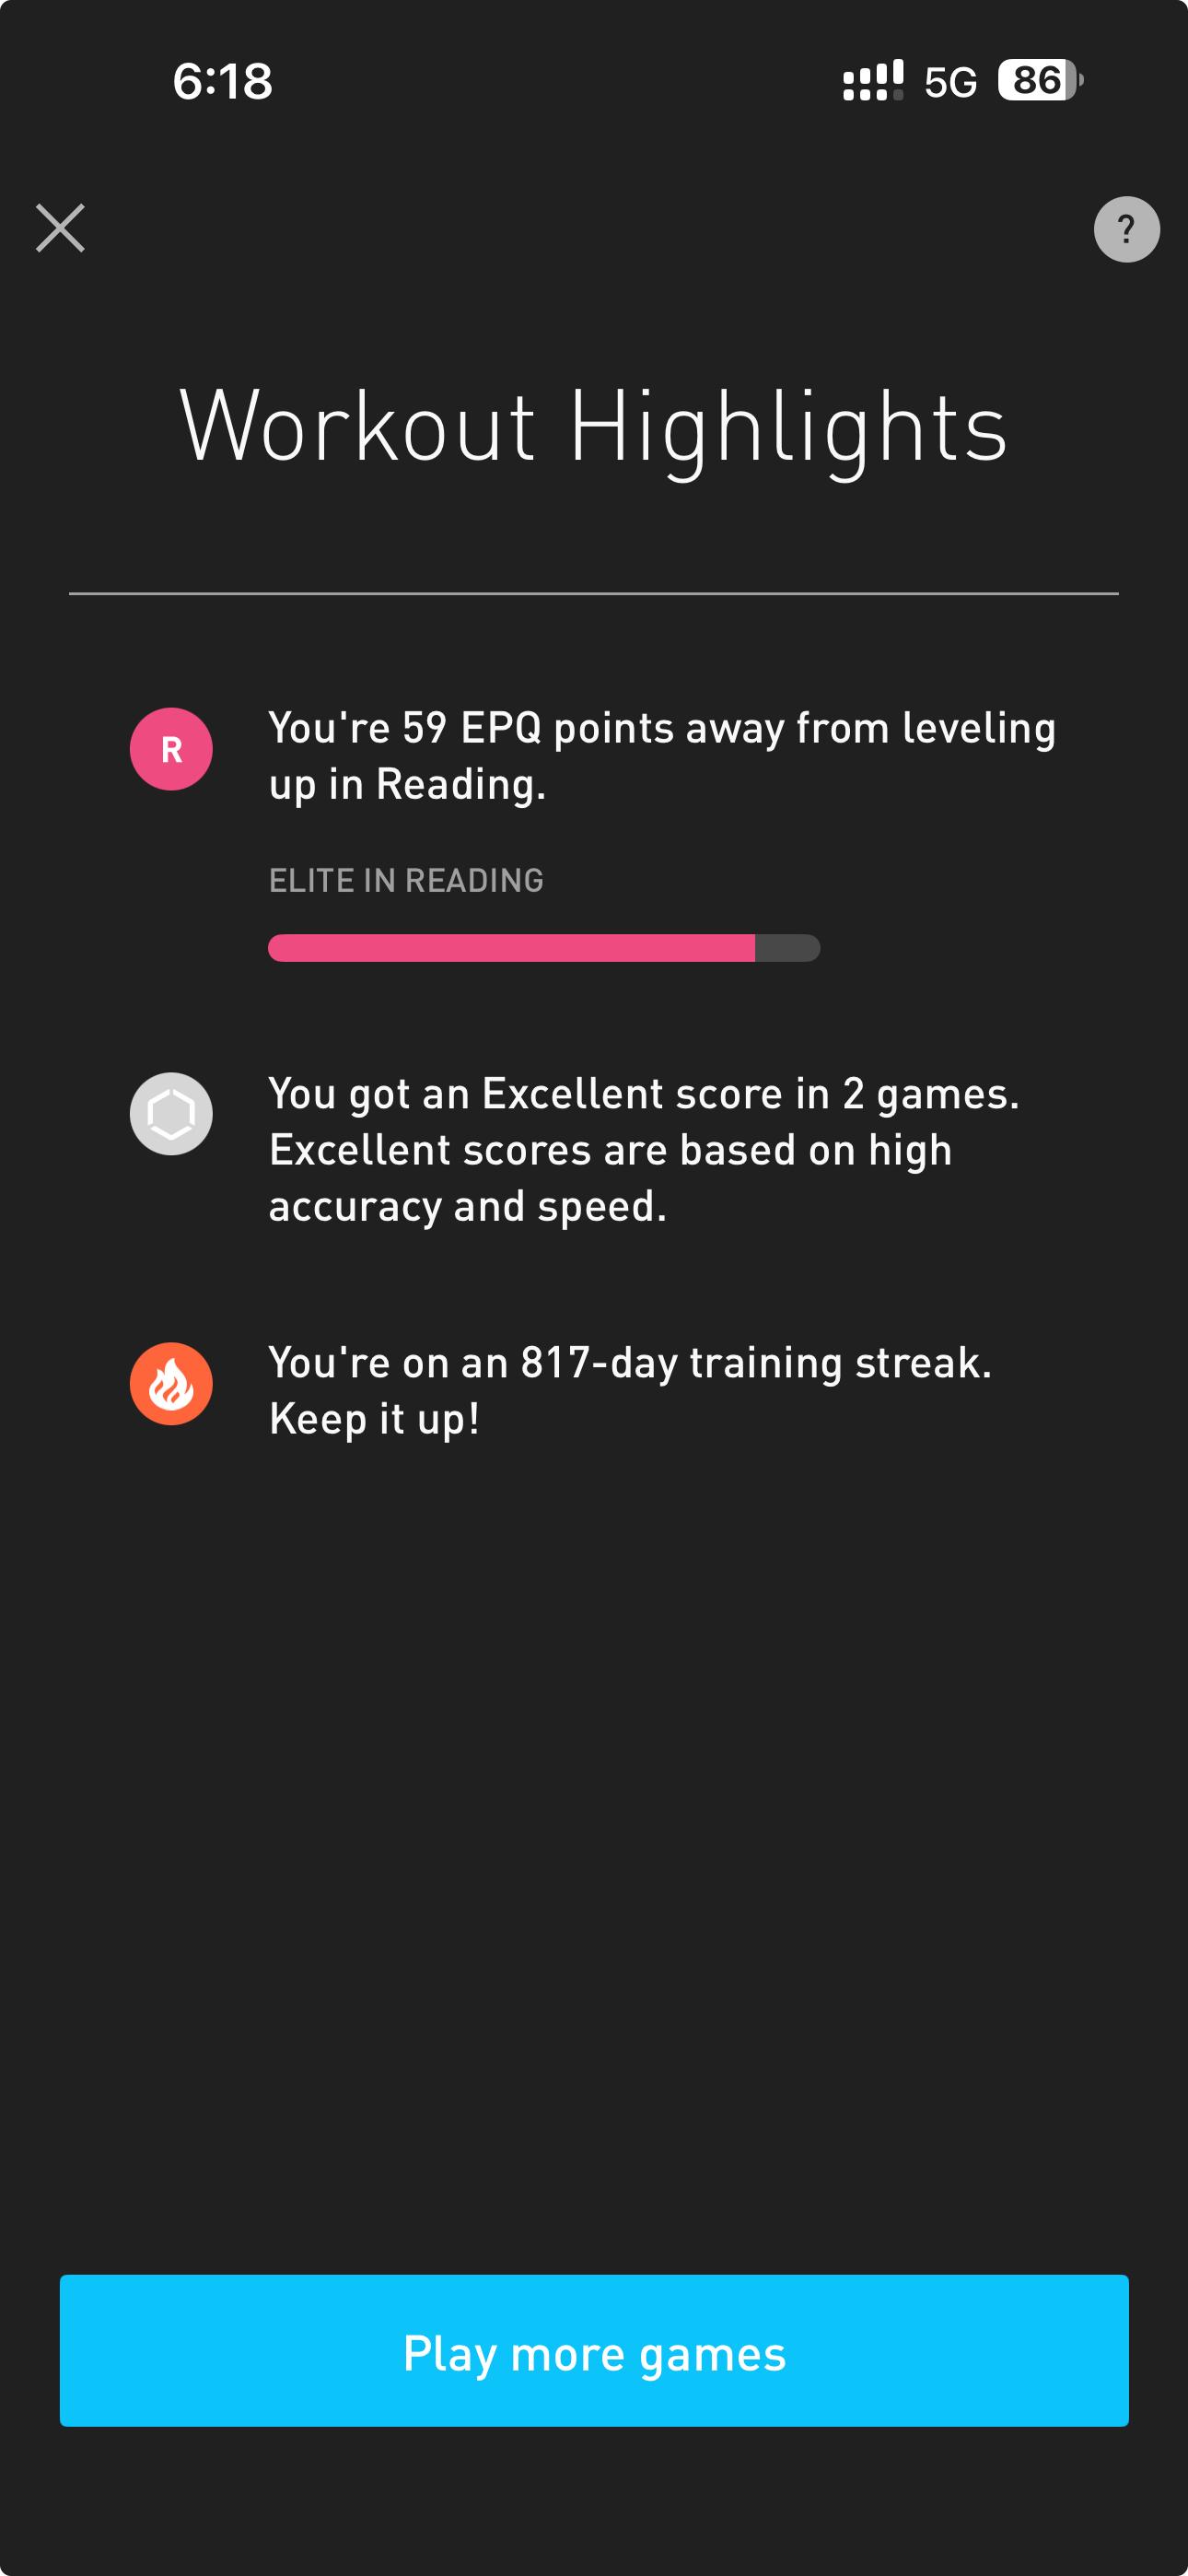 6:18
5G
86
?
Workout Highlights
R
You're 59 EPQ points away from leveling
up in Reading.
ELITE IN READING
You got an Excellent score in 2 games.
Excellent scores are based on high
accuracy and speed.
You're on an 817-day training streak.
Keep it up!
Play more games